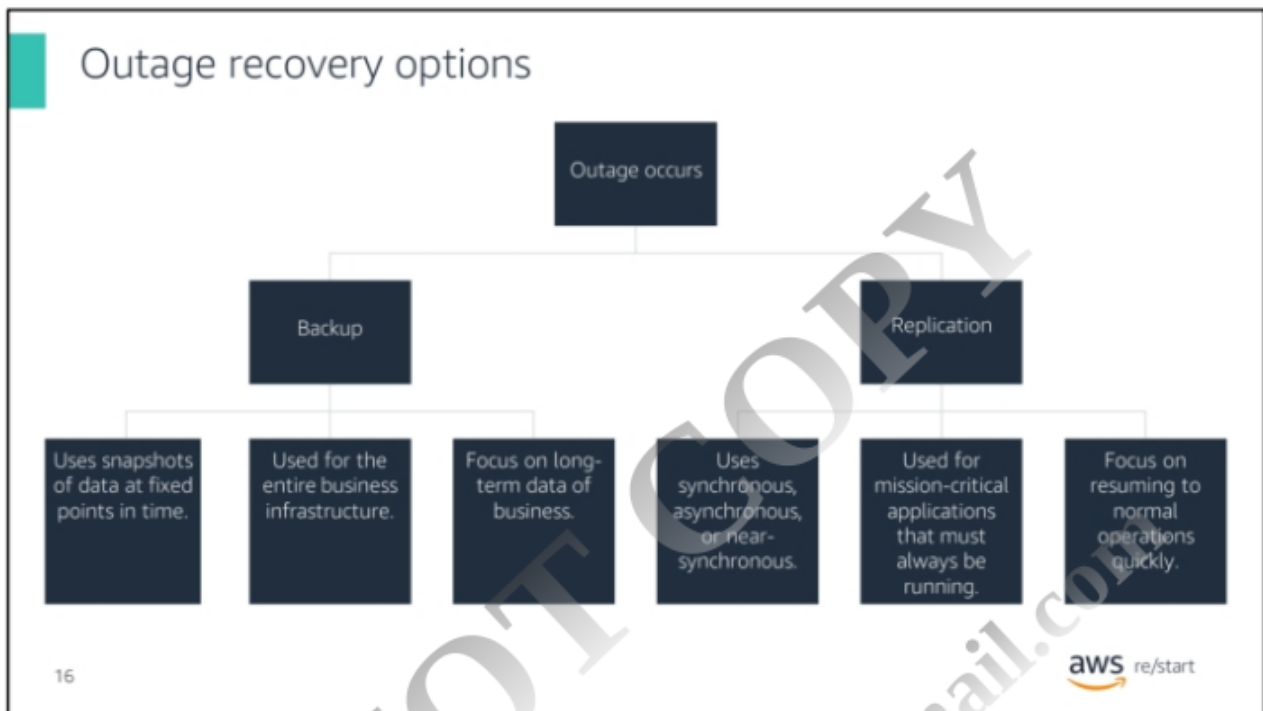 Outage recovery options
Outage occurs
Backup
Replication
Uses snapshots
of data at fixed
points in time.
Used for the
entire business
infrastructure.
Focus on long-
term data of
business.
Uses
synchronous,
asynchronous,
or near-
synchronous.
Used for
mission-critical
applications
that must
always be
running.
Focus on
resuming to
normal
operations
quickly.
OT COPY
ail.com
16
aws re/start